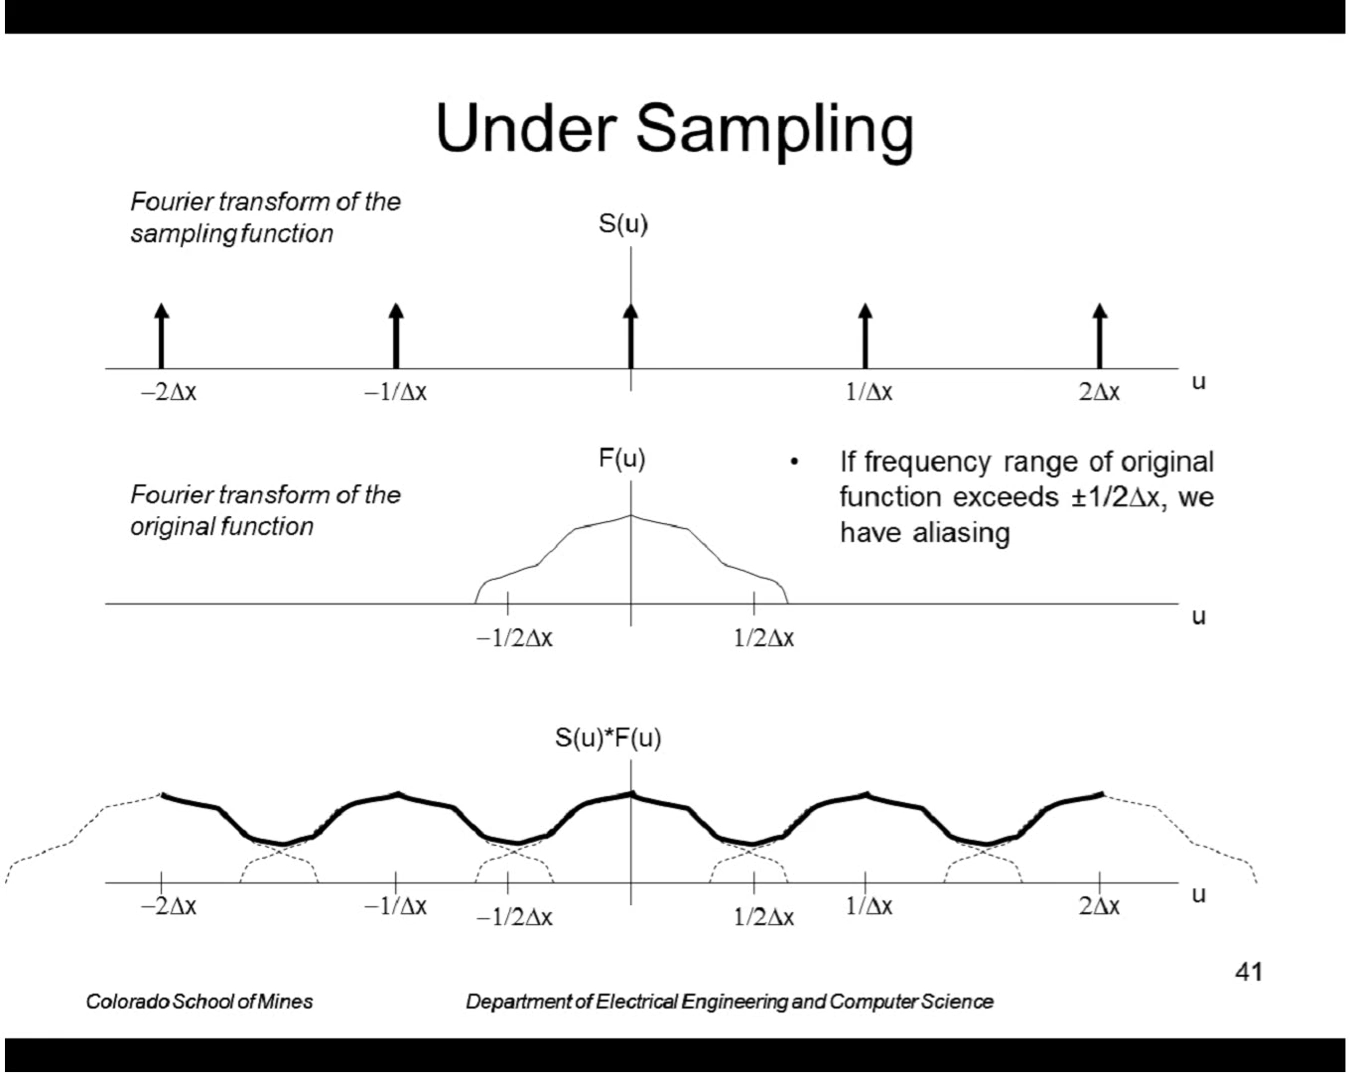 Under Sampling
Fourier transform of the
sampling function
S(u)
−2Δx
−1/Δx
1/Δx
2Δx
u
F(u)
• If frequency range of original
function exceeds ±1/2Δx, we
have aliasing
Fourier transform of the
original function
−1/2Δx
1/2Δx
u
S(u)*F(u)
−2Δx
−1/Δx
−1/2Δx
1/2Δx
1/Δx
2Δx
u
41
Colorado School of Mines
Department of Electrical Engineering and Computer Science